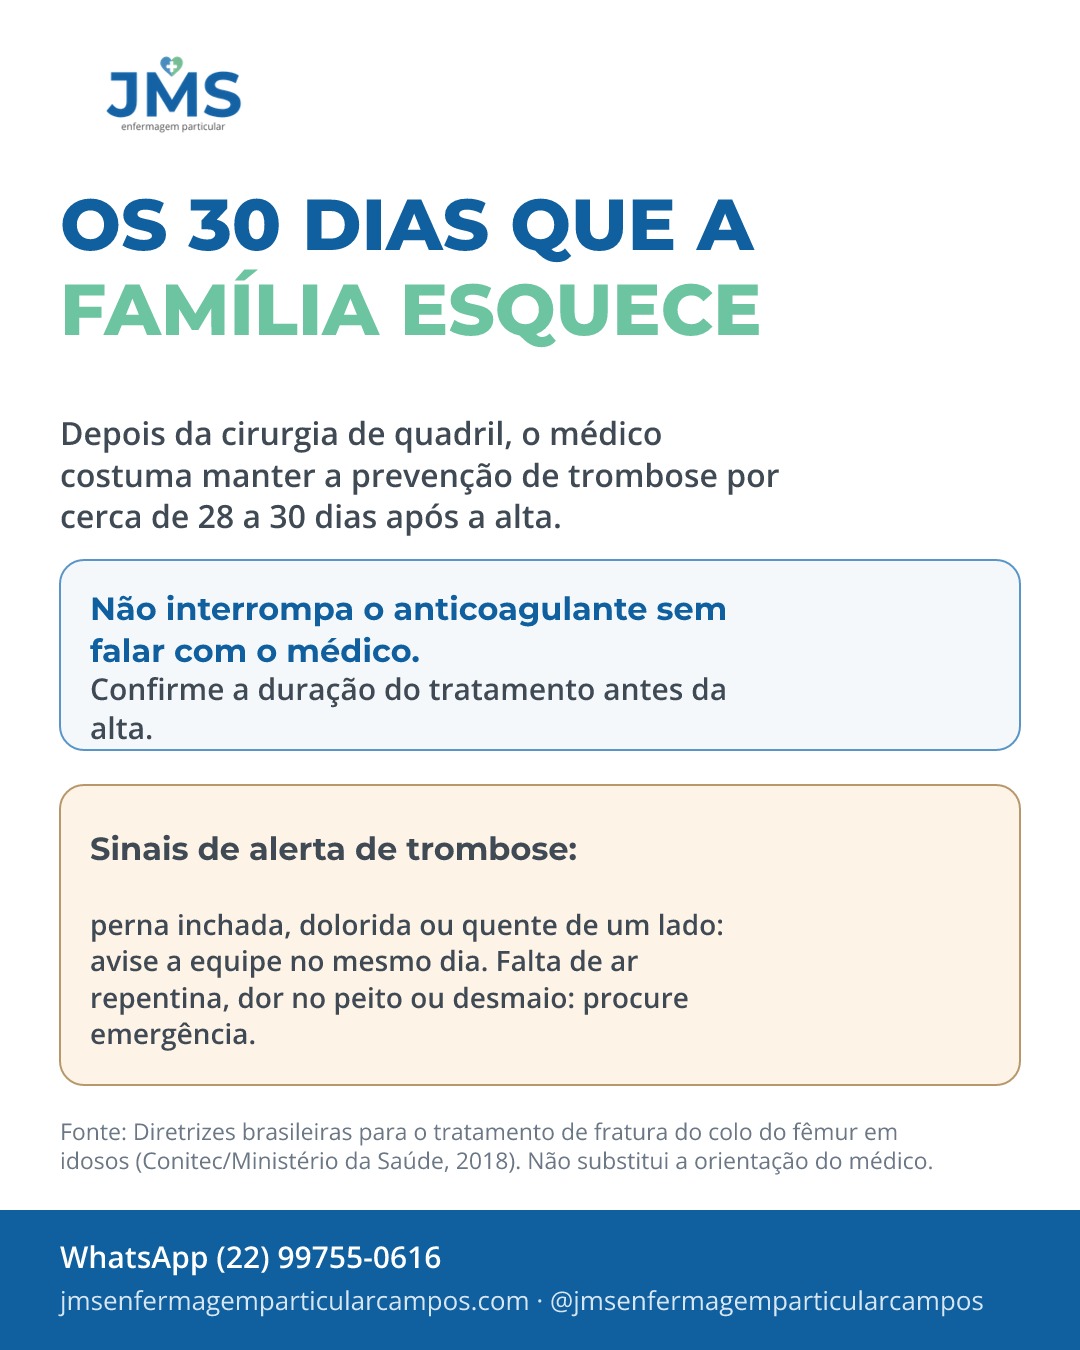 JMS
enfermagem particular
OS 30 DIAS QUE A
FAMÍLIA ESQUECE
Depois da cirurgia de quadril, o médico
costuma manter a prevenção de trombose por
cerca de 28 a 30 dias após a alta.
Não interrompa o anticoagulante sem
falar com o médico.
Confirme a duração do tratamento antes da
alta.
Sinais de alerta de trombose:
perna inchada, dolorida ou quente de um lado:
avise a equipe no mesmo dia. Falta de ar
repentina, dor no peito ou desmaio: procure
emergência.
Fonte: Diretrizes brasileiras para o tratamento de fratura do colo do fêmur em
idosos (Conitec/Ministério da Saúde, 2018). Não substitui a orientação do médico.
WhatsApp (22) 99755-0616
jmsenfermagemparticularcampos.com · @jmsenfermagemparticularcampos